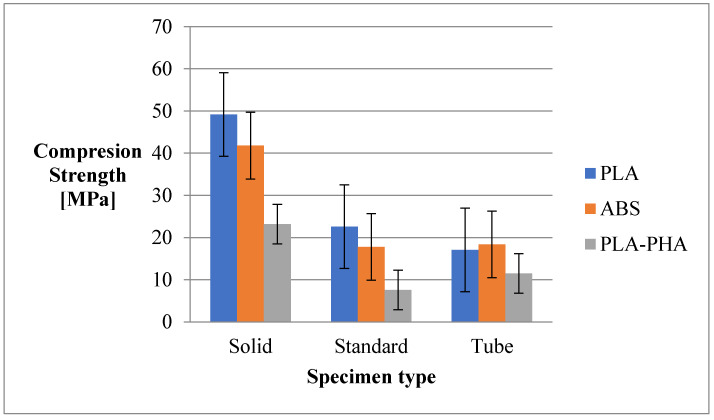 70
60
50
40
30
20
10
0
Compresion
Strength
[MPa]
Solid
Standard
Tube
Specimen type
PLA
ABS
PLA-PHA